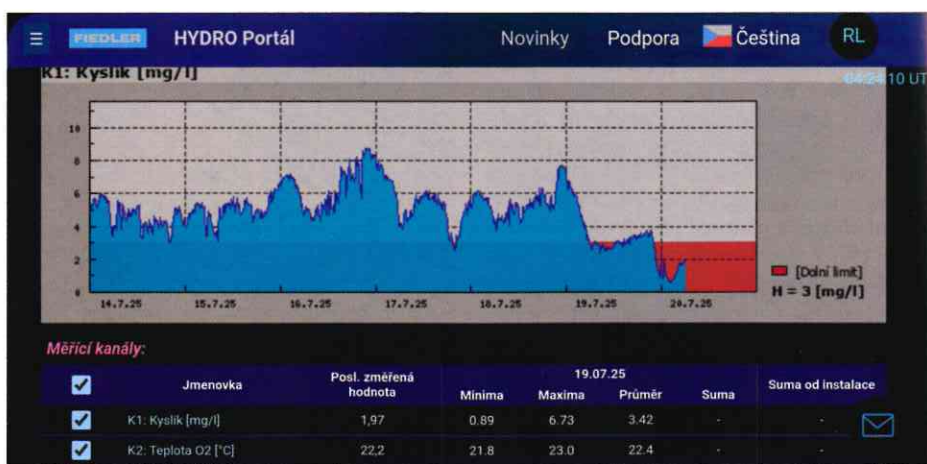 FIEDLER HYDRO Portál Novinky Podpora Čeština RL
K1: Kyslík [mg/l]
04:24:10 UT
10
8
6
4
2
0
14.7.25 15.7.25 16.7.25 17.7.25 18.7.25 19.7.25 20.7.25
[Dolní limit]
H = 3 [mg/l]
Měřící kanály:
Jmenovka Posl. změřená hodnota 19.07.25 Suma od instalace
Minima Maxima Průměr Suma
K1: Kyslík [mg/l] 1,97 0.89 6.73 3.42 - -
K2: Teplota O2 [°C] 22,2 21.8 23.0 22.4 - -